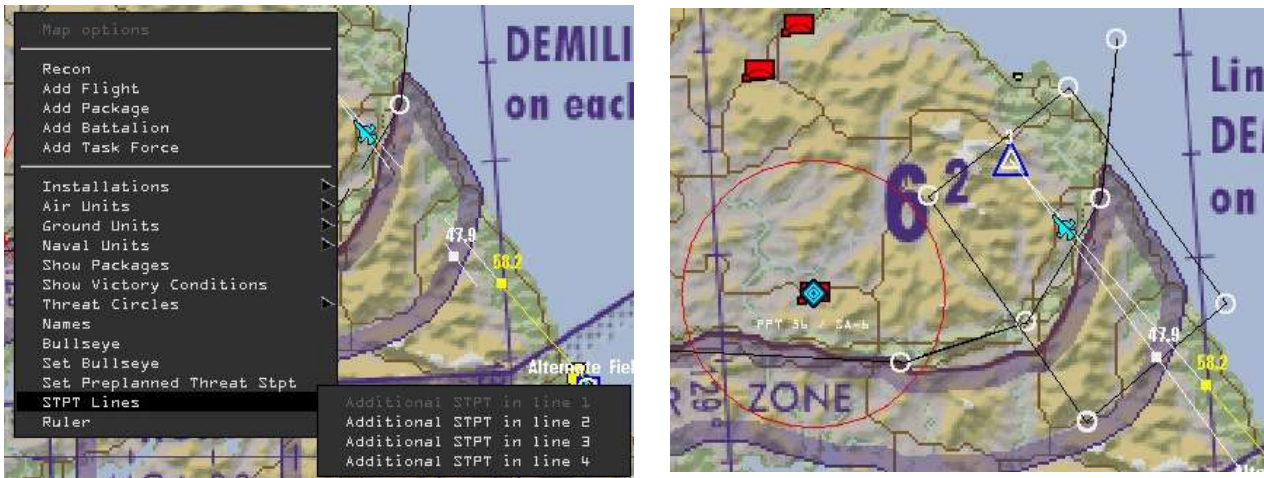 Map options
Recon
Add Flight
Add Package
Add Battalion
Add Task Force
Installations
Air Units
Ground Units
Naval Units
Show Packages
Show Victory Conditions
Threat Circles
Names
Bullseye
Set Bullseye
Set Preplanned Threat Stpt
STPT Lines
Ruler
Additional STPT in line 1
Additional STPT in line 2
Additional STPT in line 3
Additional STPT in line 4
DEMILI
on eac
47.9
58.2
Alternate Fiel
Lin
DE
on
6 2
3
PPT 56 / SA-6
47.9
58.2
ZONE